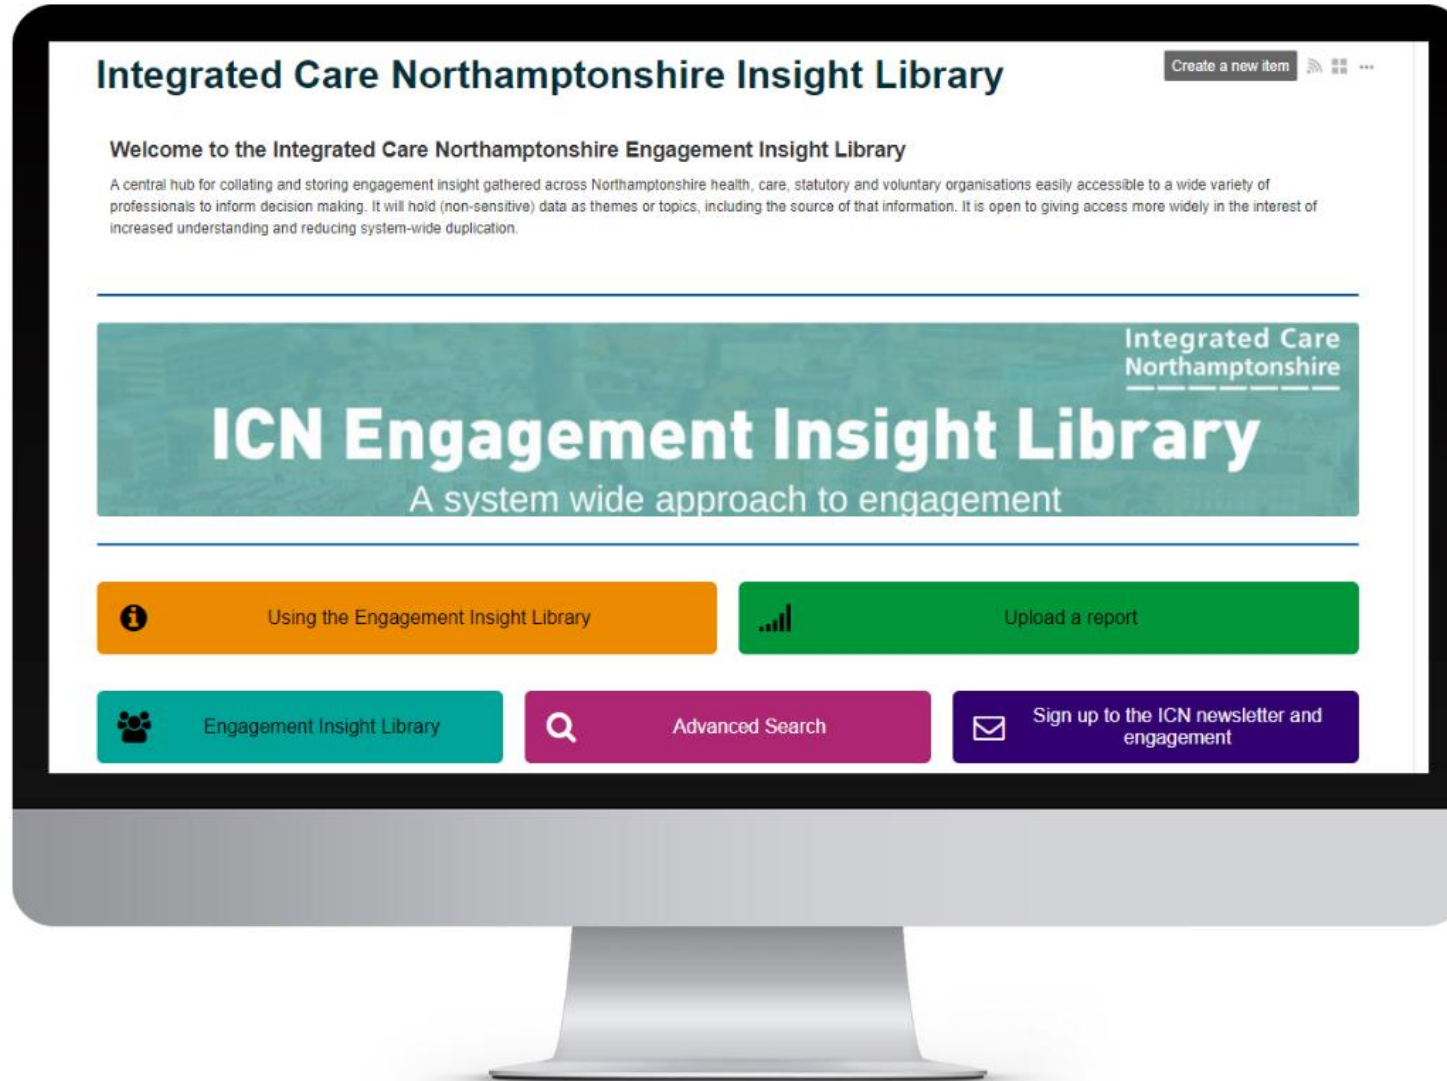 Integrated Care Northamptonshire Insight Library
Create a new item
Welcome to the Integrated Care Northamptonshire Engagement Insight Library
A central hub for collating and storing engagement insight gathered across Northamptonshire health, care, statutory and voluntary organisations easily accessible to a wide variety of
professionals to inform decision making. It will hold (non-sensitive) data as themes or topics, including the source of that information. It is open to giving access more widely in the interest of
increased understanding and reducing system-wide duplication.
Integrated Care
Northamptonshire
ICN Engagement Insight Library
A system wide approach to engagement
Using the Engagement Insight Library
Upload a report
Engagement Insight Library
Advanced Search
Sign up to the ICN newsletter and
engagement